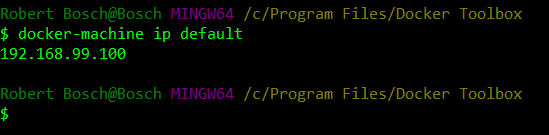 Robert Bosch@Bosch MINGW64 /c/Program Files/Docker Toolbox
$ docker-machine ip default
192.168.99.100
Robert Bosch@Bosch MINGW64 /c/Program Files/Docker Toolbox
$